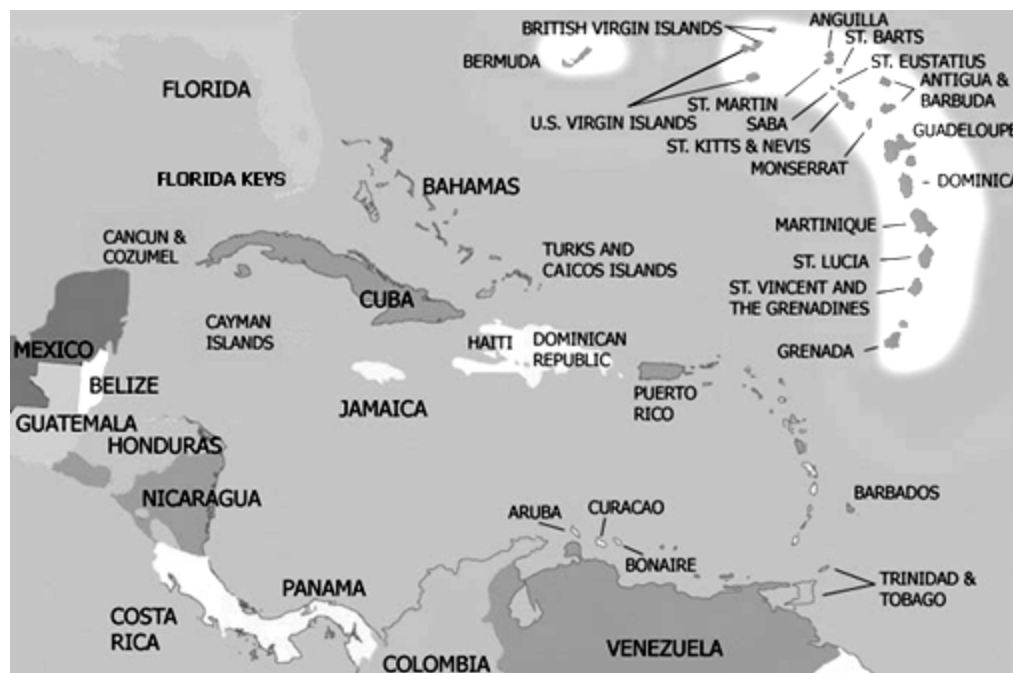 ANGUILLA
BRITISH VIRGIN ISLANDS
ST. BARTS
BERMUDA
ST. EUSTATIUS
FLORIDA
ANTIGUA &
BARBUDA
ST. MARTIN
U.S. VIRGIN ISLANDS
SABA
GUADELOUPE
ST. KITTS & NEVIS
MONSERRAT
FLORIDA KEYS
BAHAMAS
DOMINICA
MARTINIQUE
CANCUN &
COZUMEL
TURKS AND
CAICOS ISLANDS
ST. LUCIA
ST. VINCENT AND
THE GRENADINES
CUBA
CAYMAN
ISLANDS
HAITI
DOMINICAN
REPUBLIC
MEXICO
GRENADA
BELIZE
PUERTO
RICO
JAMAICA
GUATEMALA
HONDURAS
NICARAGUA
BARBADOS
ARUBA
CURACAO
BONAIRE
PANAMA
TRINIDAD &
TOBAGO
COSTA
RICA
VENEZUELA
COLOMBIA